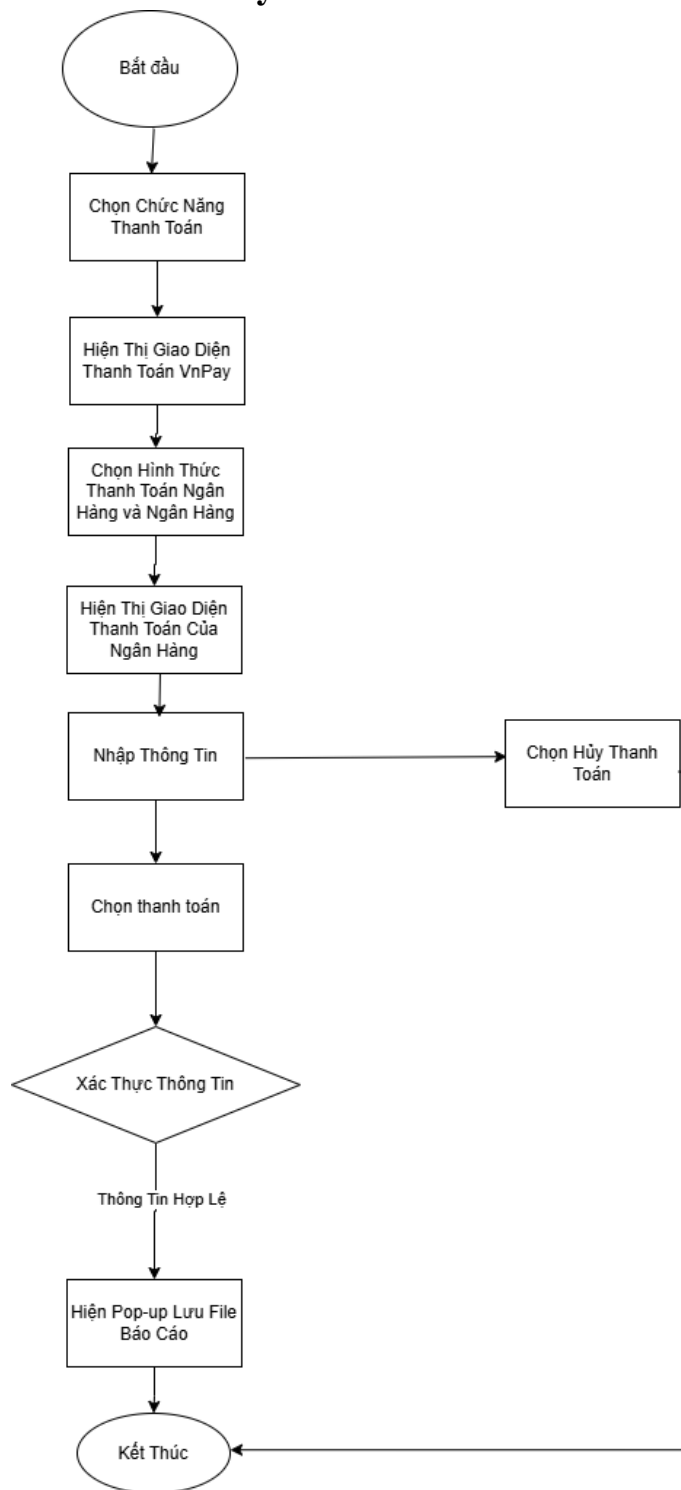 y
Bắt đầu
Chọn Chức Năng
Thanh Toán
Hiện Thị Giao Diện
Thanh Toán VnPay
Chọn Hình Thức
Thanh Toán Ngân
Hàng và Ngân Hàng
Hiện Thị Giao Diện
Thanh Toán Của
Ngân Hàng
Nhập Thông Tin
Chọn Hủy Thanh
Toán
Chọn thanh toán
Xác Thực Thông Tin
Thông Tin Hợp Lệ
Hiện Pop-up Lưu File
Báo Cáo
Kết Thúc